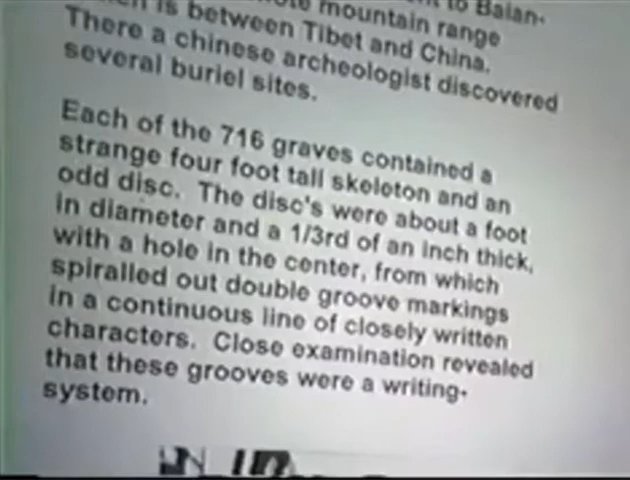 to Baian-
mountain range
is between Tibet and China.
There a chinese archeologist discovered
several buriel sites.
Each of the 716 graves contained a
strange four foot tall skeleton and an
odd disc. The disc's were about a foot
in diameter and a 1/3rd of an inch thick,
with a hole in the center, from which
spiralled out double groove markings
in a continuous line of closely written
characters. Close examination revealed
that these grooves were a writing-
system.